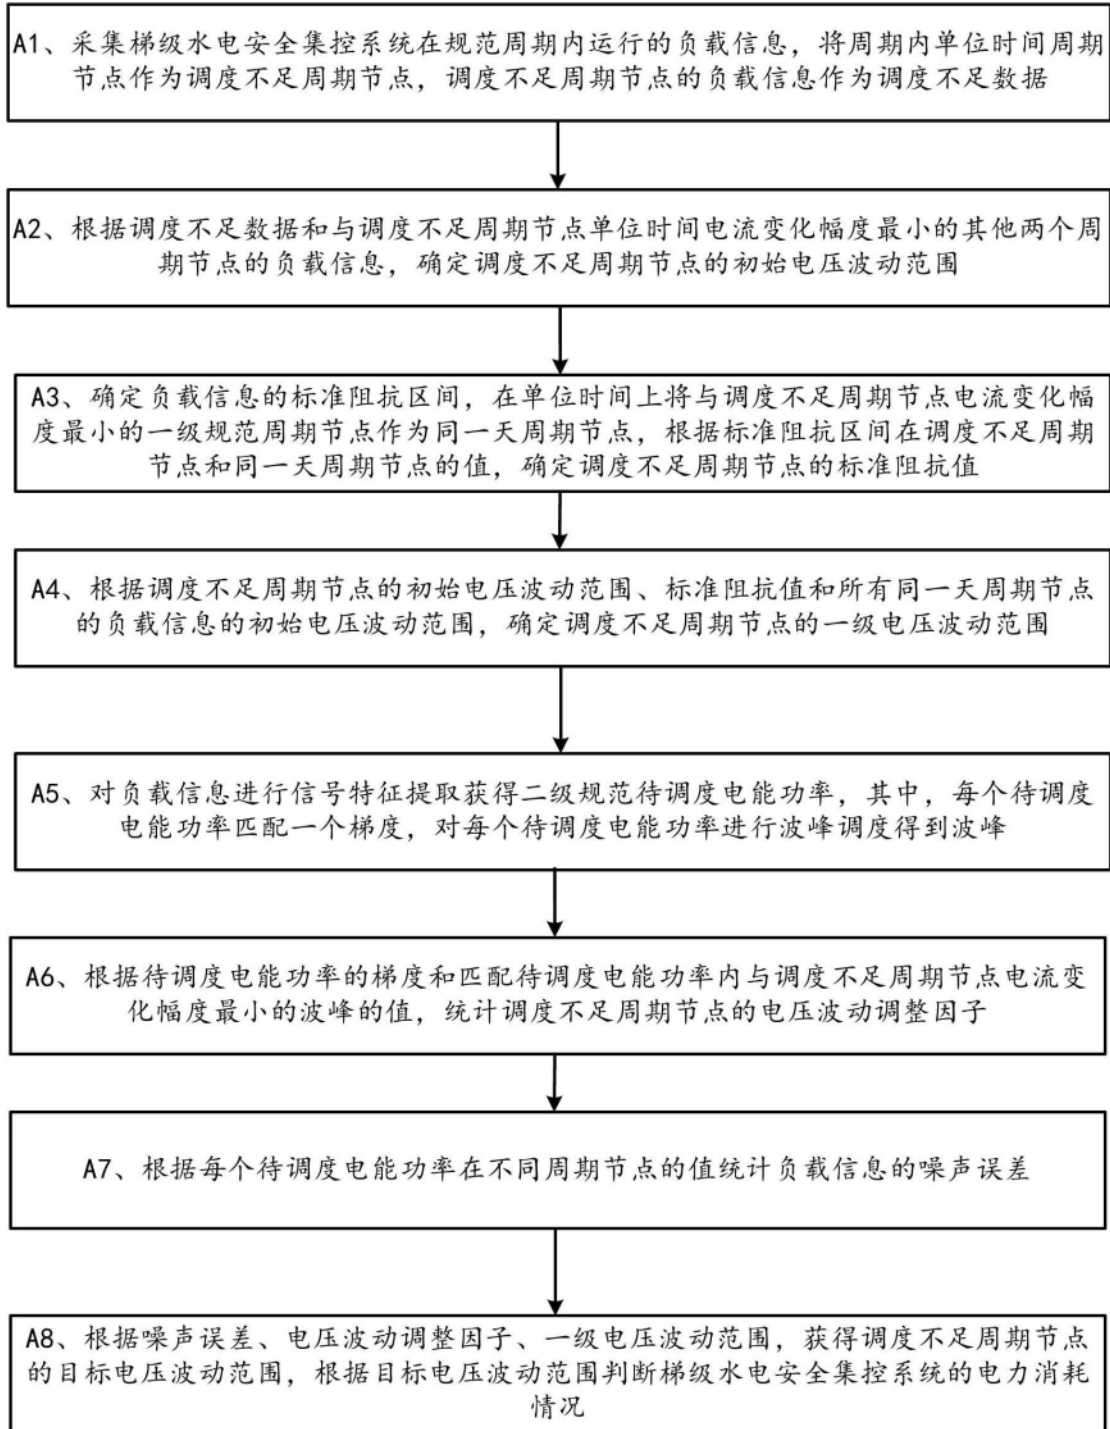 A1、采集梯级水电安全集控系统在规范周期内运行的负载信息，将周期内单位时间周期
节点作为调度不足周期节点，调度不足周期节点的负载信息作为调度不足数据
A2、根据调度不足数据和与调度不足周期节点单位时间电流变化幅度最小的其他两个周
期节点的负载信息，确定调度不足周期节点的初始电压波动范围
A3、确定负载信息的标准阻抗区间，在单位时间上将与调度不足周期节点电流变化幅
度最小的一级规范周期节点作为同一天周期节点，根据标准阻抗区间在调度不足周期
节点和同一天周期节点的值，确定调度不足周期节点的标准阻抗值
A4、根据调度不足周期节点的初始电压波动范围、标准阻抗值和所有同一天周期节点
的负载信息的初始电压波动范围，确定调度不足周期节点的一级电压波动范围
A5、对负载信息进行信号特征提取获得二级规范待调度电能功率，其中，每个待调度
电能功率匹配一个梯度，对每个待调度电能功率进行波峰调度得到波峰
A6、根据待调度电能功率的梯度和匹配待调度电能功率内与调度不足周期节点电流变
化幅度最小的波峰的值，统计调度不足周期节点的电压波动调整因子
A7、根据每个待调度电能功率在不同周期节点的值统计负载信息的噪声误差
A8、根据噪声误差、电压波动调整因子、一级电压波动范围，获得调度不足周期节点
的目标电压波动范围，根据目标电压波动范围判断梯级水电安全集控系统的电力消耗
情况